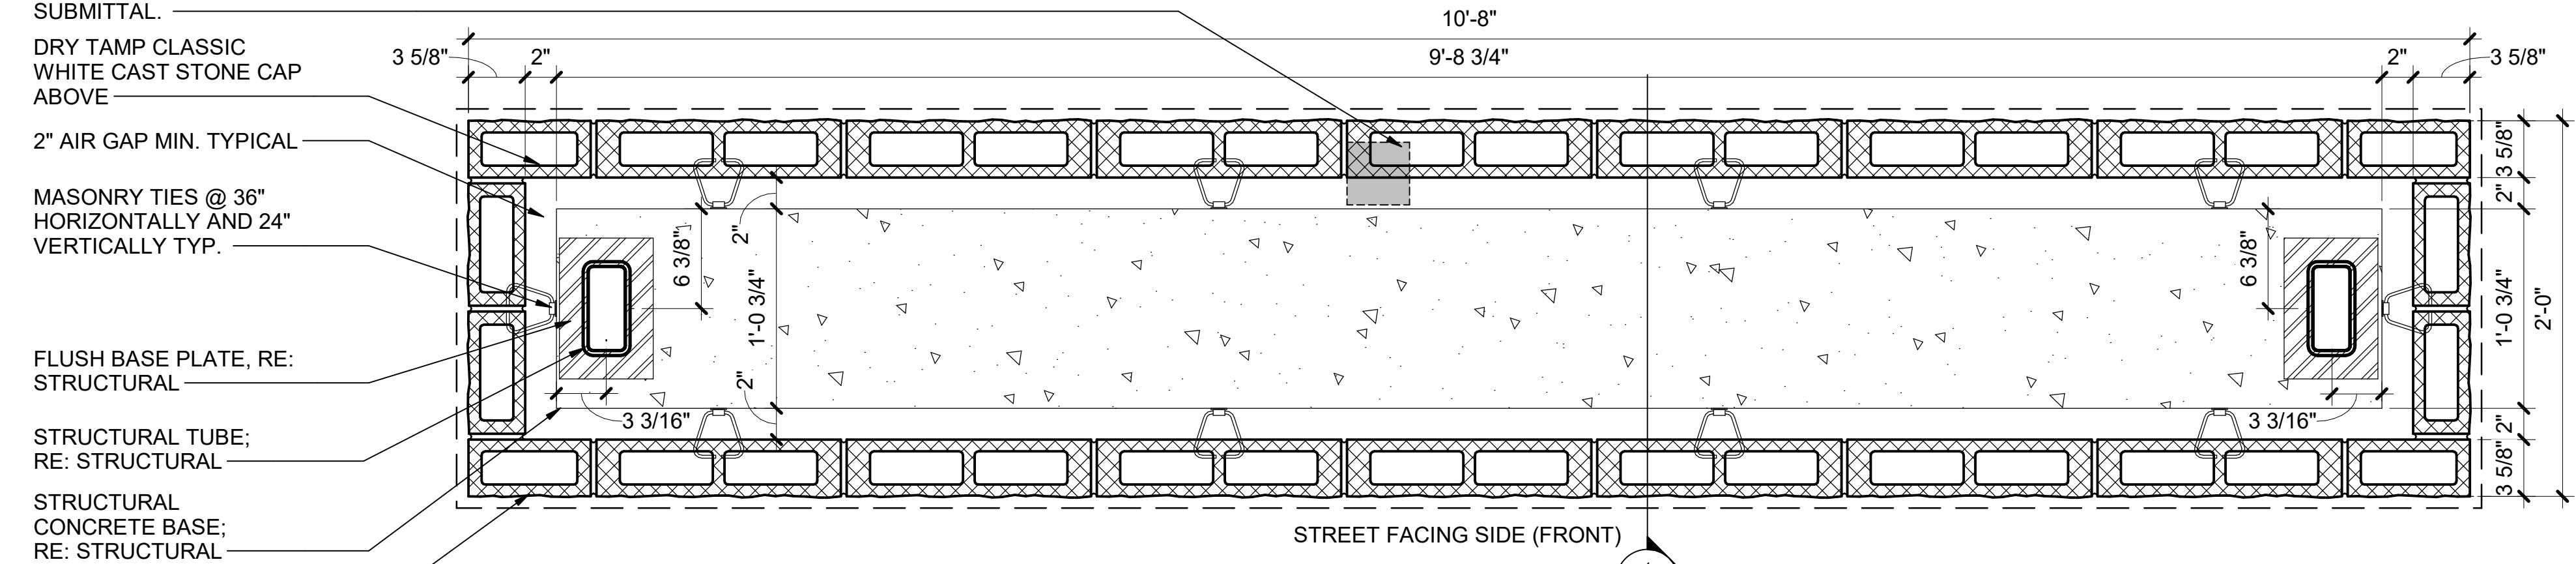 SUBMITTAL.
DRY TAMP CLASSIC
WHITE CAST STONE CAP
ABOVE
2" AIR GAP MIN. TYPICAL
MASONRY TIES @ 36"
HORIZONTALLY AND 24"
VERTICALLY TYP.
FLUSH BASE PLATE, RE:
STRUCTURAL
STRUCTURAL TUBE;
RE: STRUCTURAL
STRUCTURAL
CONCRETE BASE;
RE: STRUCTURAL
10'-8"
3 5/8"
2"
9'-8 3/4"
2"
3 5/8"
2"
6 3/8"
1'-0 3/4"
2"
3 3/16"
6 3/8"
3 3/16"
3 5/8"
2"
1'-0 3/4"
2"
3 5/8"
2'-0"
STREET FACING SIDE (FRONT)